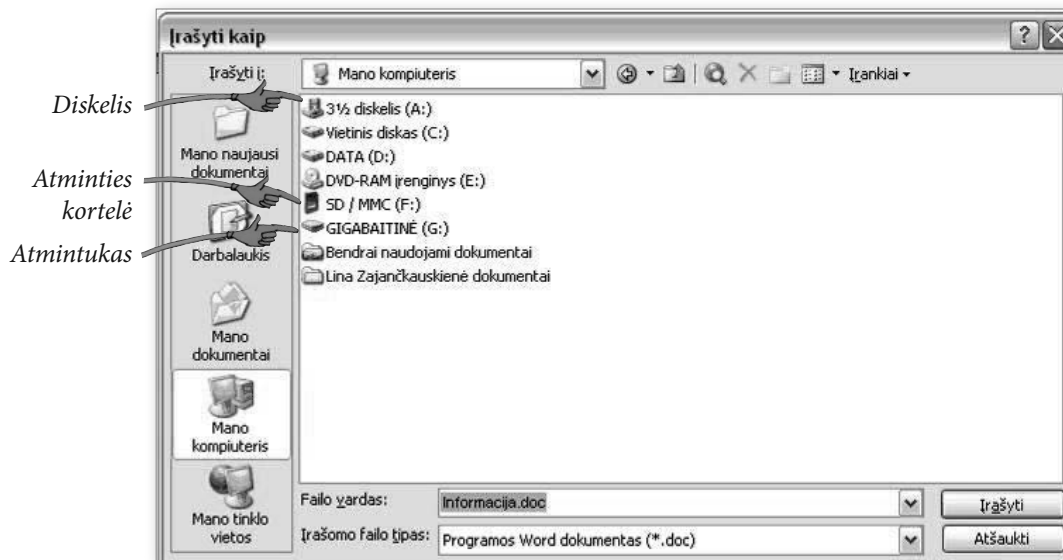 Įrašyti kaip
Įrašyti į:
Mano kompiuteris
Įrankiai
Diskelis
Atminties
kortelė
Atmintukas
Mano naujausi
dokumentai
Darbalaukis
Mano
dokumentai
Mano
kompiuteris
Mano tinklo
vietos
3½ diskelis (A:)
Vietinis diskas (C:)
DATA (D:)
DVD-RAM įrenginys (E:)
SD / MMC (F:)
GIGABAITINĖ (G:)
Bendrai naudojami dokumentai
Lina Zajančkauskienė dokumentai
Failo vardas:
Informacija.doc
Įrašyti
Įrašomo failo tipas:
Programos Word dokumentas (*.doc)
Atšaukti